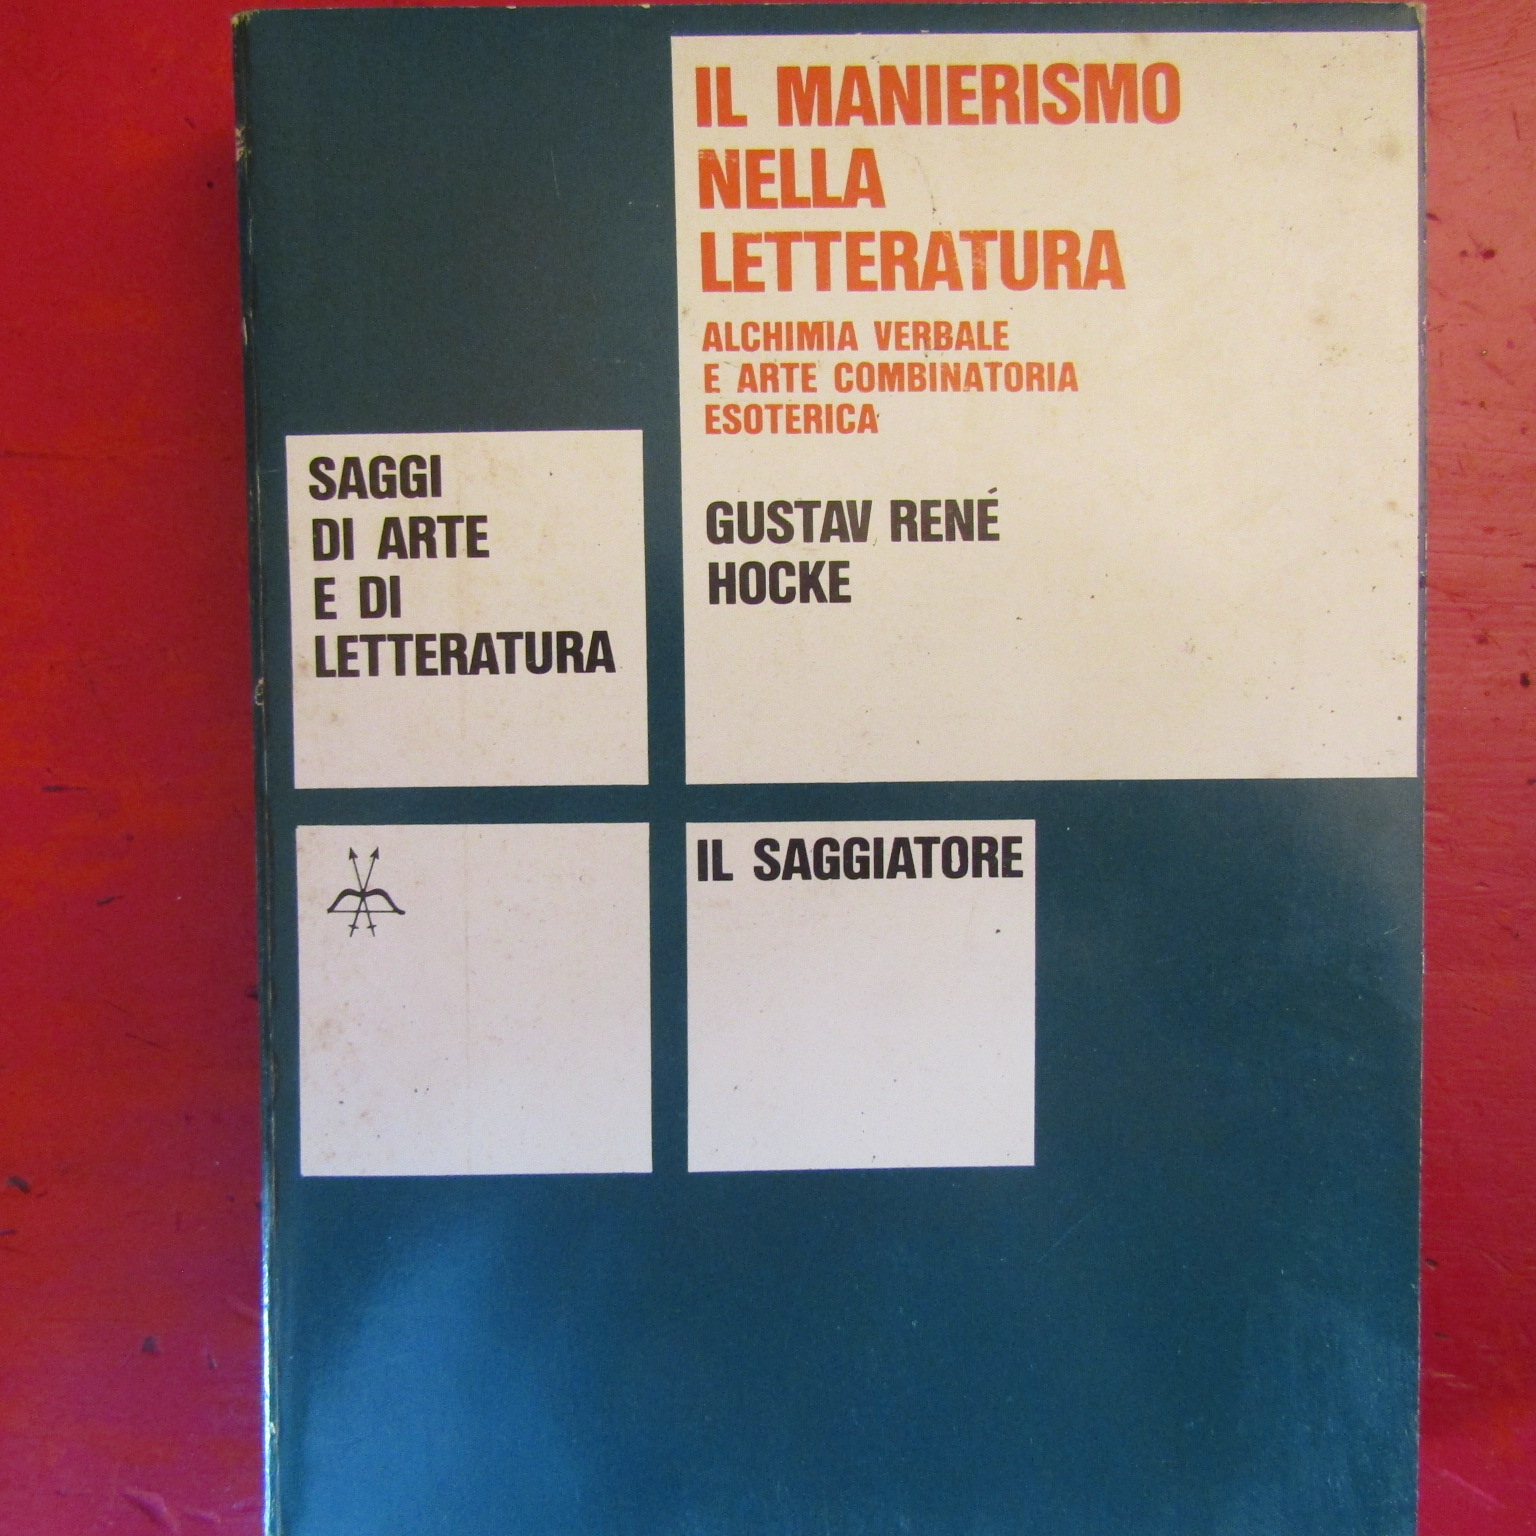 IL MANIERISMO
NELLA
LETTERATURA
ALCHIMIA VERBALE
E ARTE COMBINATORIA
ESOTERICA
GUSTAV RENÉ
HOCKE
SAGGI
DI ARTE
E DI
LETTERATURA
IL SAGGIATORE